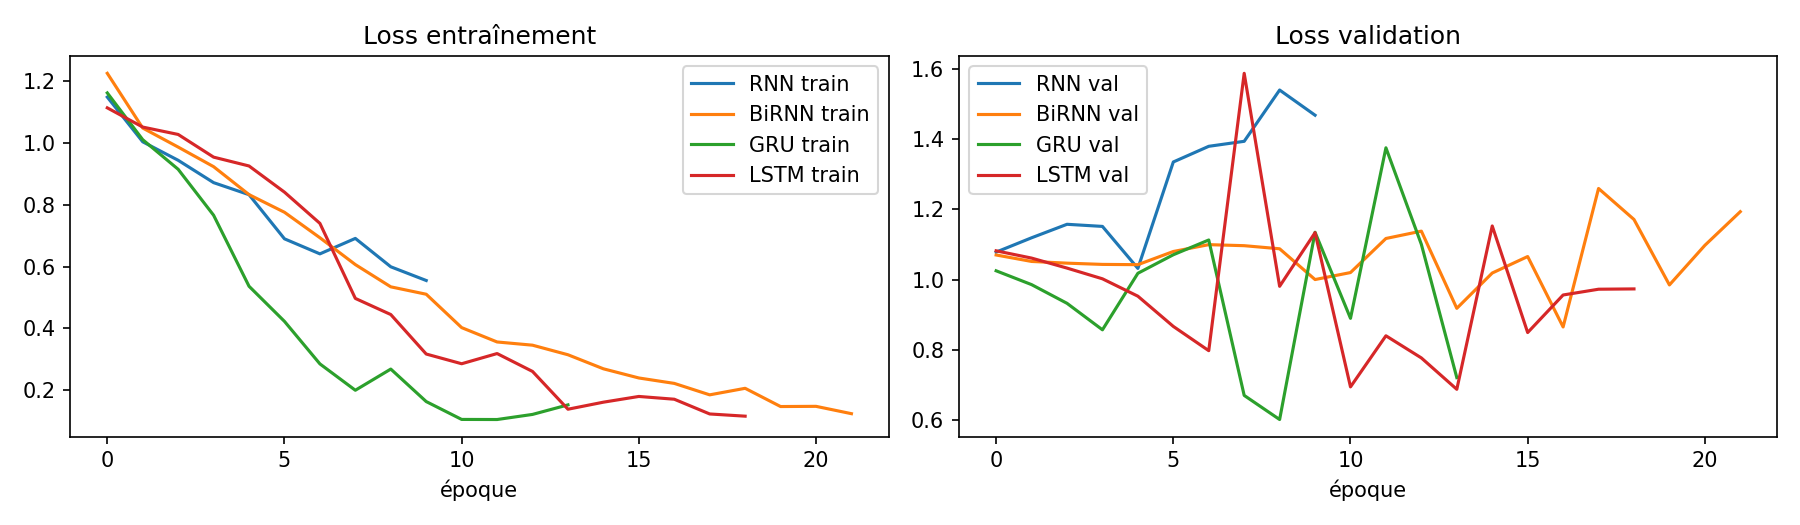 Loss entraînement
1.2
1.0
0.8
0.6
0.4
0.2
0 5 10 15 20
époque
RNN train
BiRNN train
GRU train
LSTM train
Loss validation
1.6
1.4
1.2
1.0
0.8
0.6
0 5 10 15 20
époque
RNN val
BiRNN val
GRU val
LSTM val